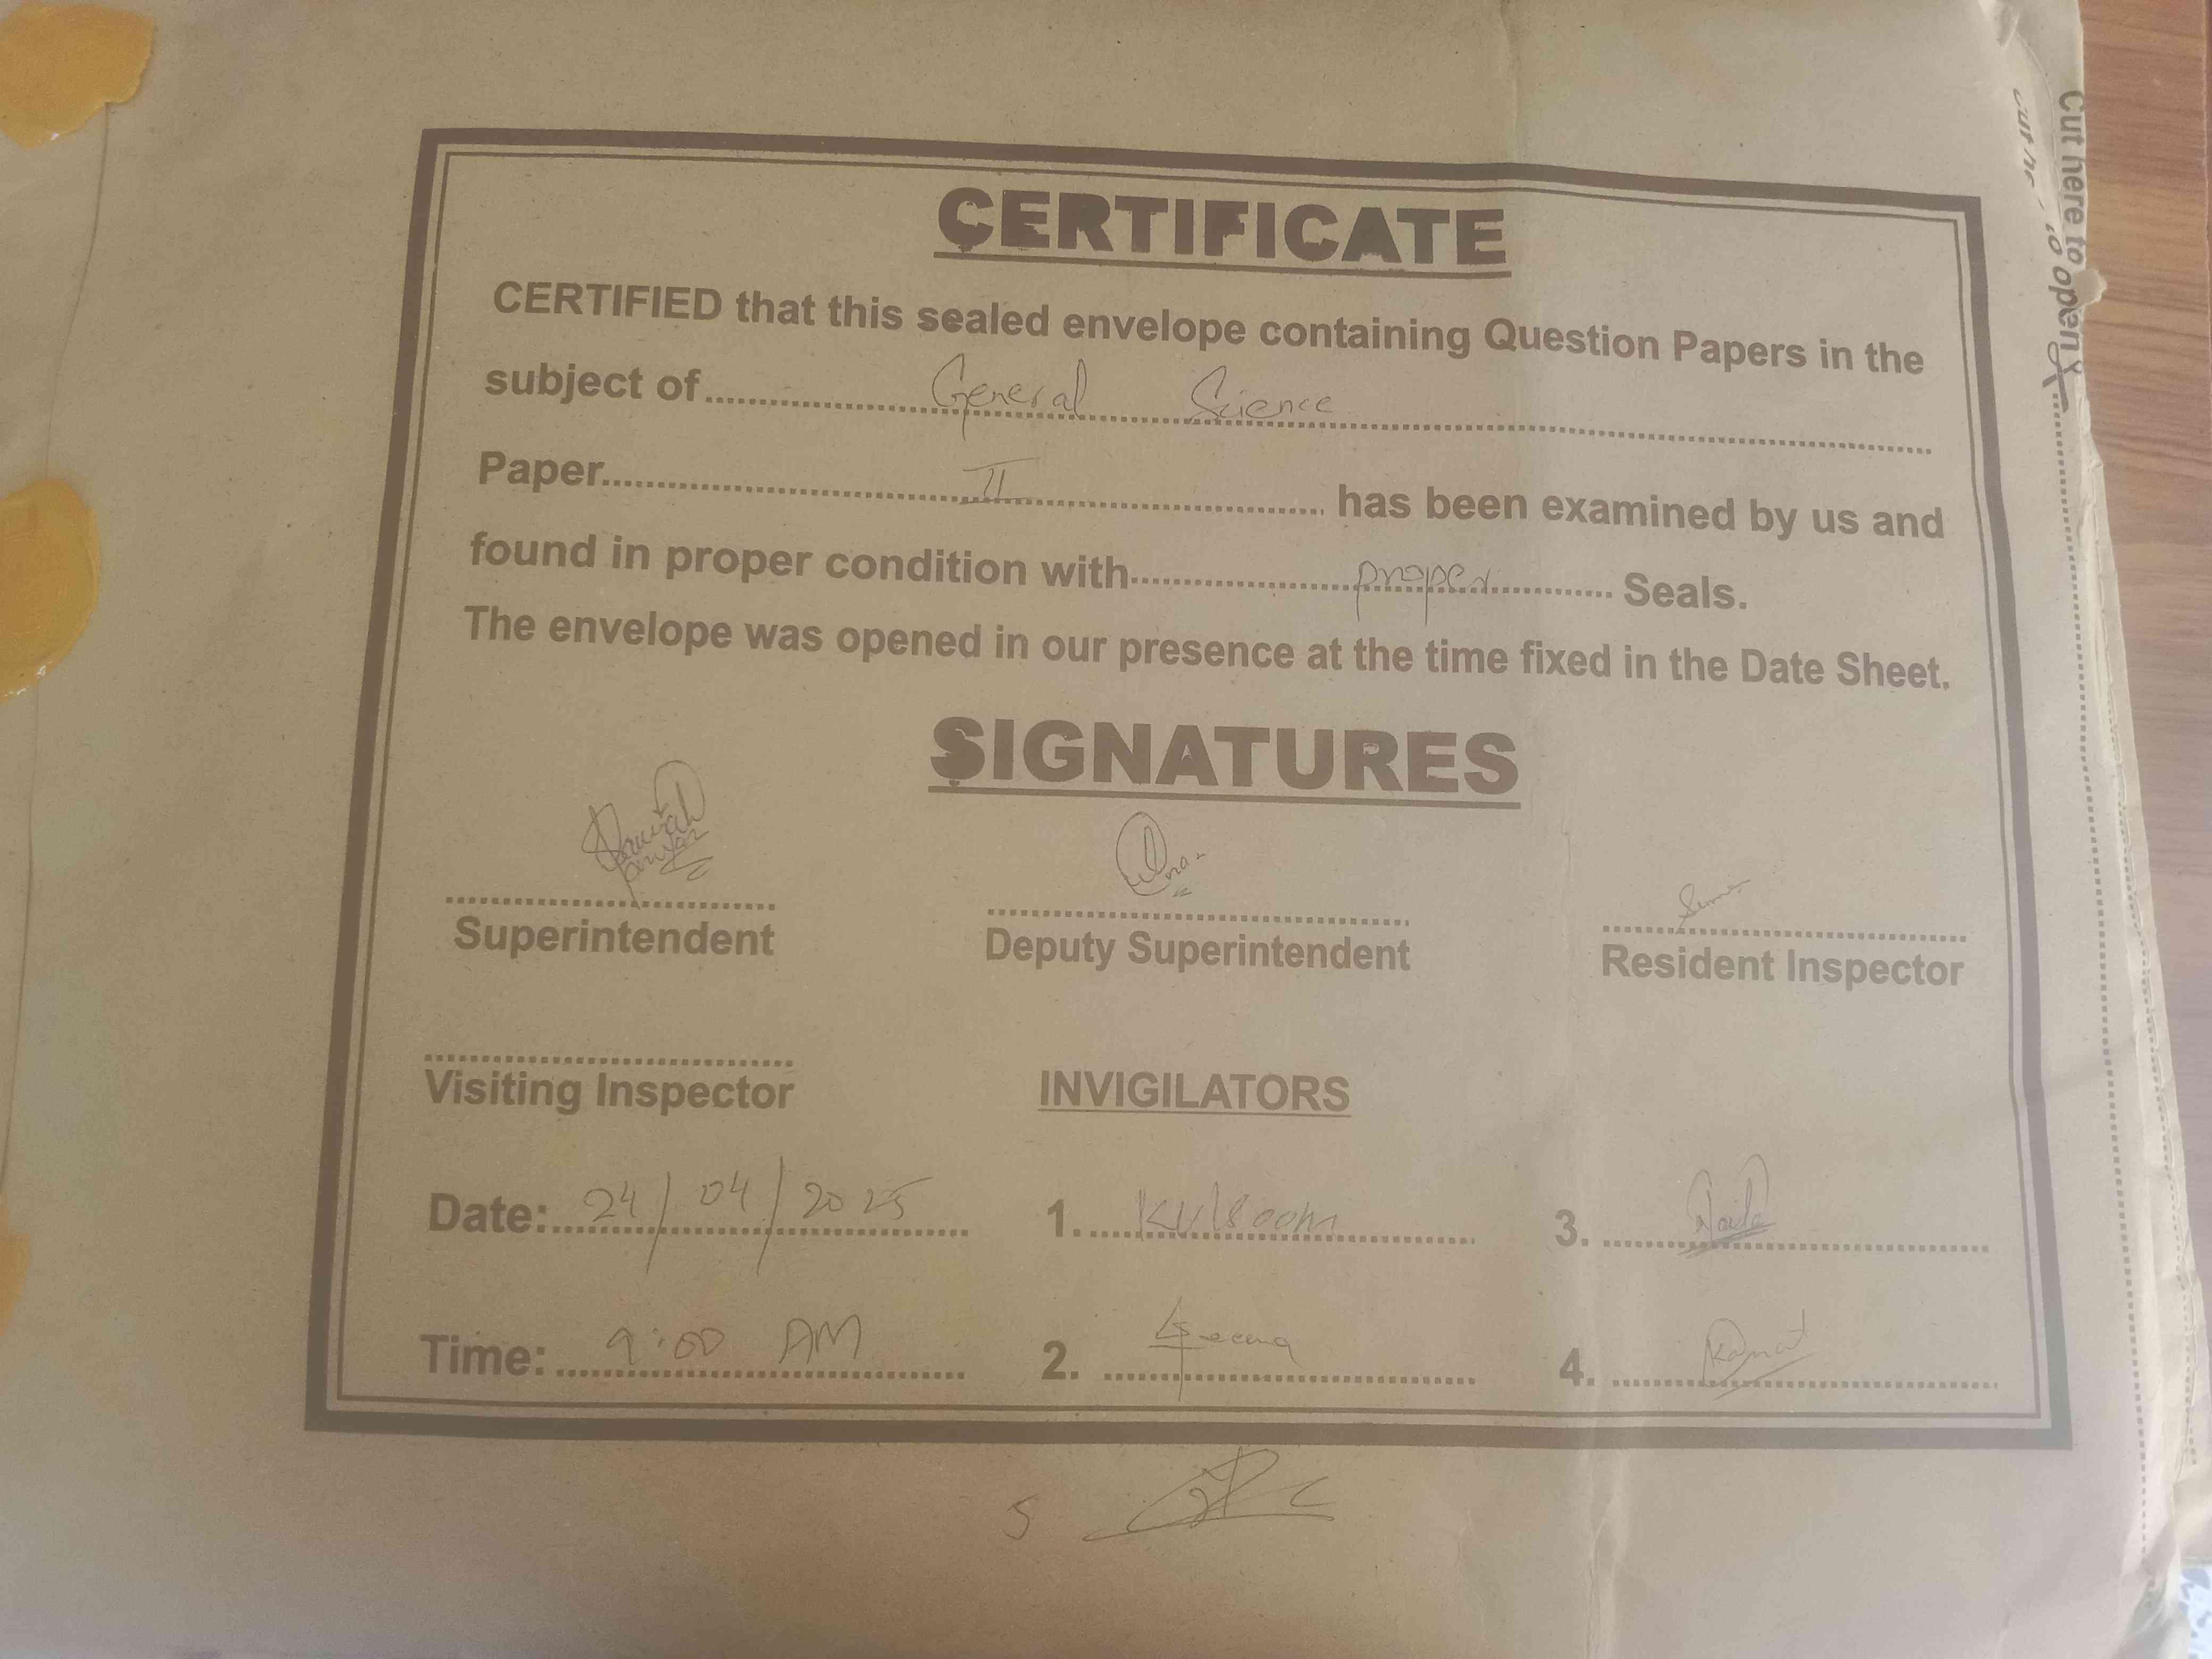 CERTIFICATE
CERTIFIED that this sealed envelope containing Question Papers in the
subject of General Science
Paper II has been examined by us and
found in proper condition with proper Seals.
The envelope was opened in our presence at the time fixed in the Date Sheet.
SIGNATURES
Superintendent Deputy Superintendent Resident Inspector
Visiting Inspector INVIGILATORS
Date: 24/04/2025 1. Kulsoom 3.
Time: 9:00 AM 2. 4.
5
Cut here to open